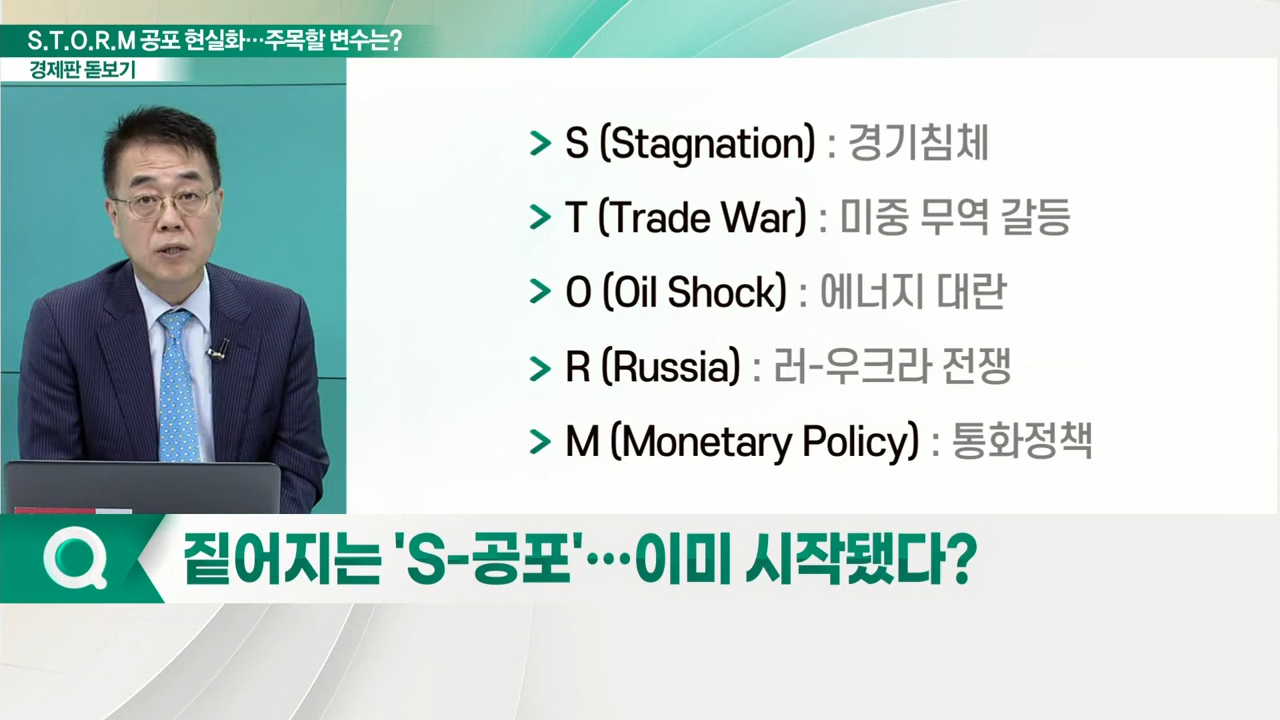 S.T.O.R.M 공포 현실화…주목할 변수는?
경제판 돋보기
S (Stagnation) : 경기침체
T (Trade War) : 미중 무역 갈등
O (Oil Shock) : 에너지 대란
R (Russia) : 러-우크라 전쟁
M (Monetary Policy) : 통화정책
짙어지는 'S-공포'…이미 시작됐다?